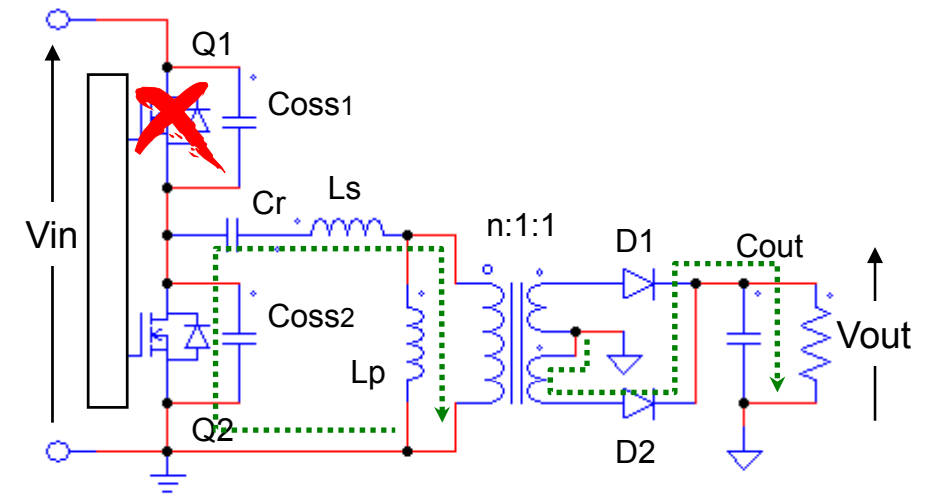 Q1
Coss1
Cr
Ls
n:1:1
Vin
D1
Cout
Coss2
Lp
Vout
Q2
D2